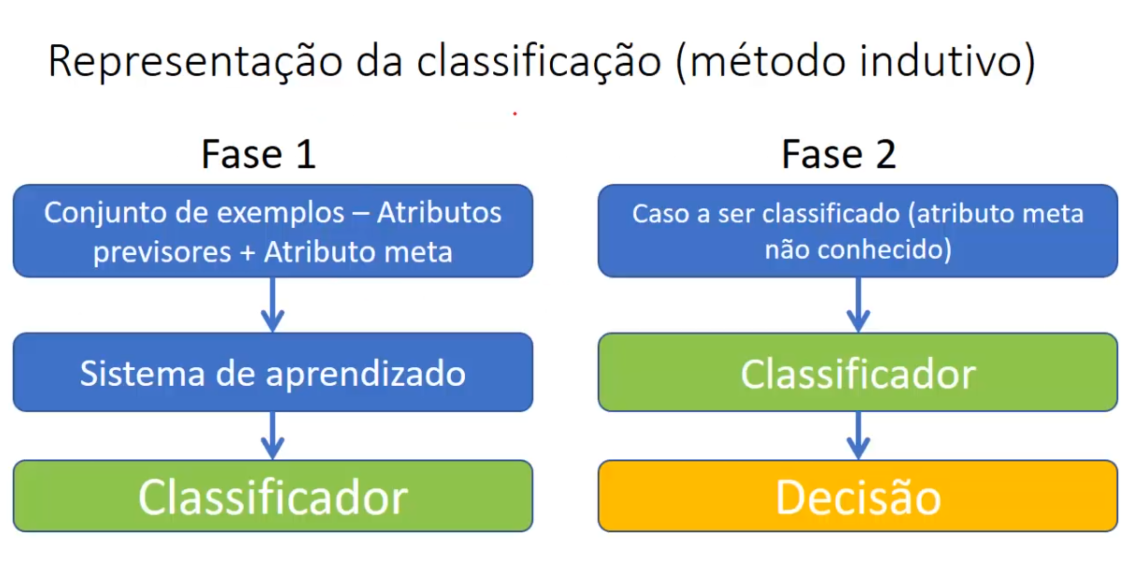 Representação da classificação (método indutivo)
Fase 1
Conjunto de exemplos – Atributos
previsores + Atributo meta
Sistema de aprendizado
Classificador
Fase 2
Caso a ser classificado (atributo meta
não conhecido)
Classificador
Decisão